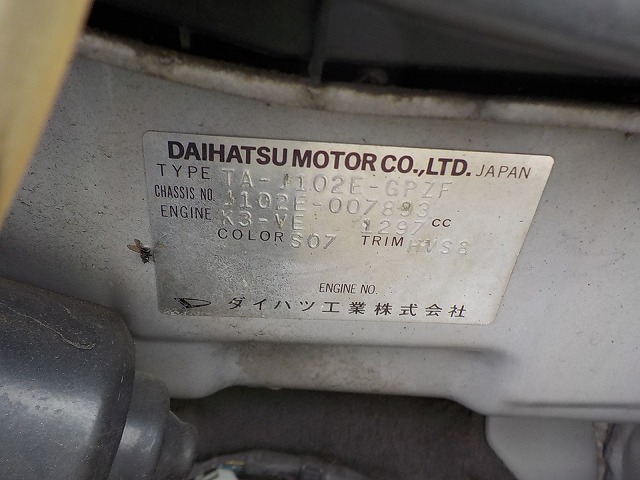 DAIHATSU MOTOR CO.,LTD. JAPAN
TYPE TA-J102E-GPZF
CHASSIS NO. J102E-007893
ENGINE K3-VE 1297 CC
COLOR S07 TRIM HVS8
ENGINE NO.
ダイハツ工業株式会社